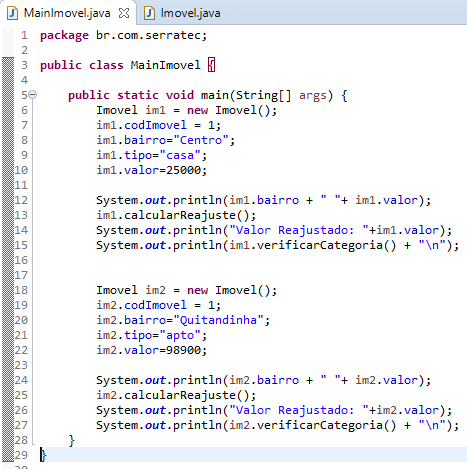 MainImovel.java Imovel.java
1 package br.com.serratec;
2
3 public class MainImovel {
4
5 public static void main(String[] args) {
6 Imovel im1 = new Imovel();
7 im1.codImovel = 1;
8 im1.bairro="Centro";
9 im1.tipo="casa";
10 im1.valor=25000;
11
12 System.out.println(im1.bairro + " "+ im1.valor);
13 im1.calcularReajuste();
14 System.out.println("Valor Reajustado: "+im1.valor);
15 System.out.println(im1.verificarCategoria() + "\n");
16
17
18 Imovel im2 = new Imovel();
19 im2.codImovel = 1;
20 im2.bairro="Quitandinha";
21 im2.tipo="apto";
22 im2.valor=98900;
23
24 System.out.println(im2.bairro + " "+ im2.valor);
25 im2.calcularReajuste();
26 System.out.println("Valor Reajustado: "+im2.valor);
27 System.out.println(im2.verificarCategoria() + "\n");
28 }
29 }